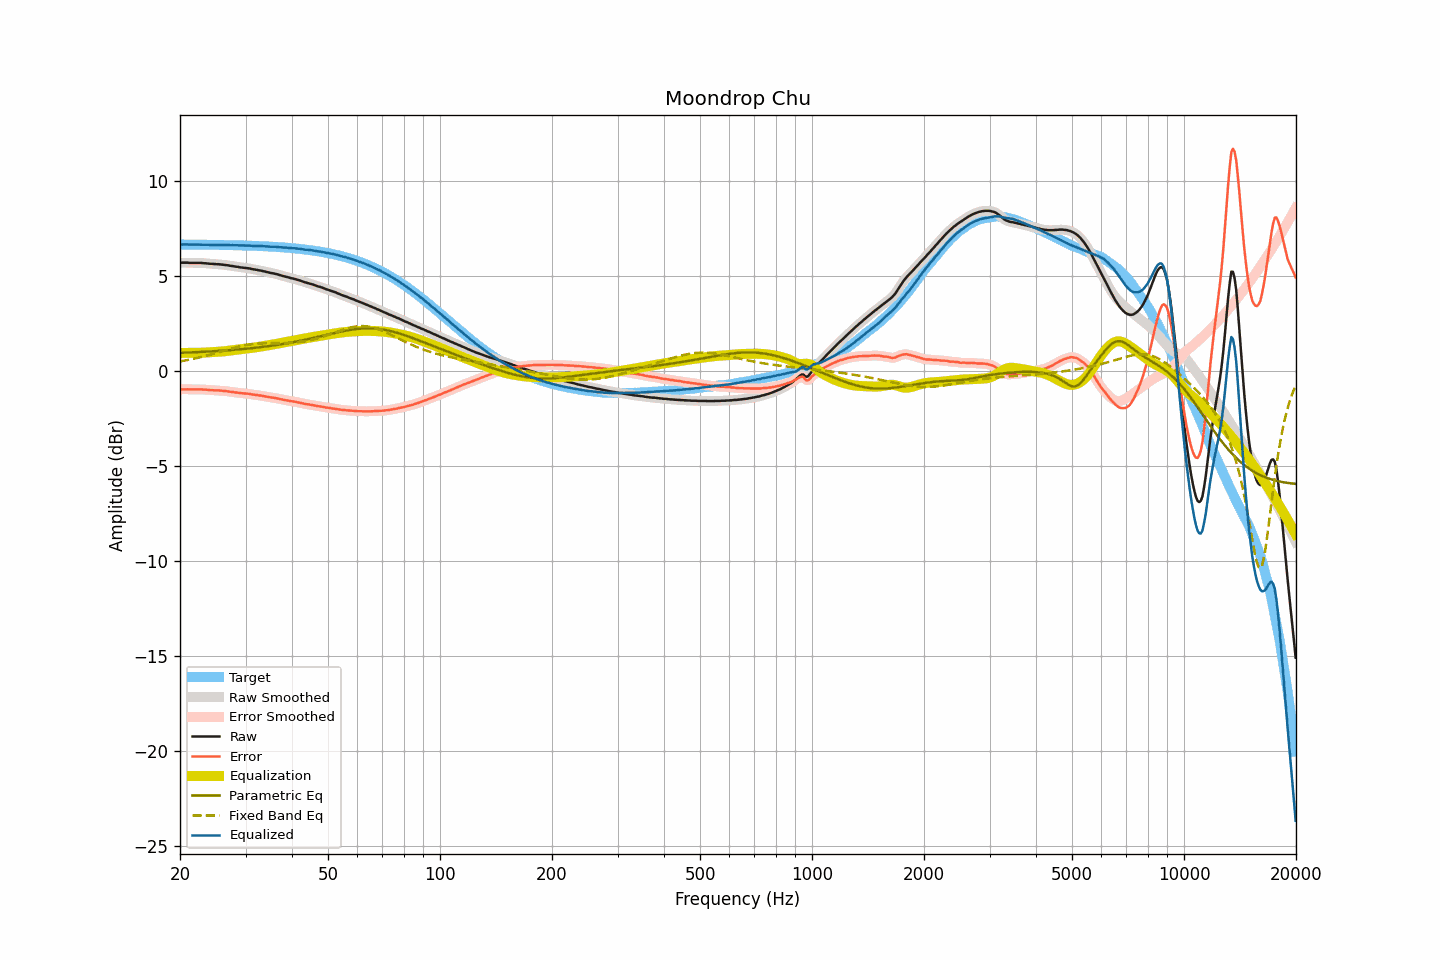 Moondrop Chu
Amplitude (dBr)
10
5
0
−5
−10
−15
−20
−25
Target
Raw Smoothed
Error Smoothed
Raw
Error
Equalization
Parametric Eq
Fixed Band Eq
Equalized
20 50 100 200 500 1000 2000 5000 10000 20000
Frequency (Hz)